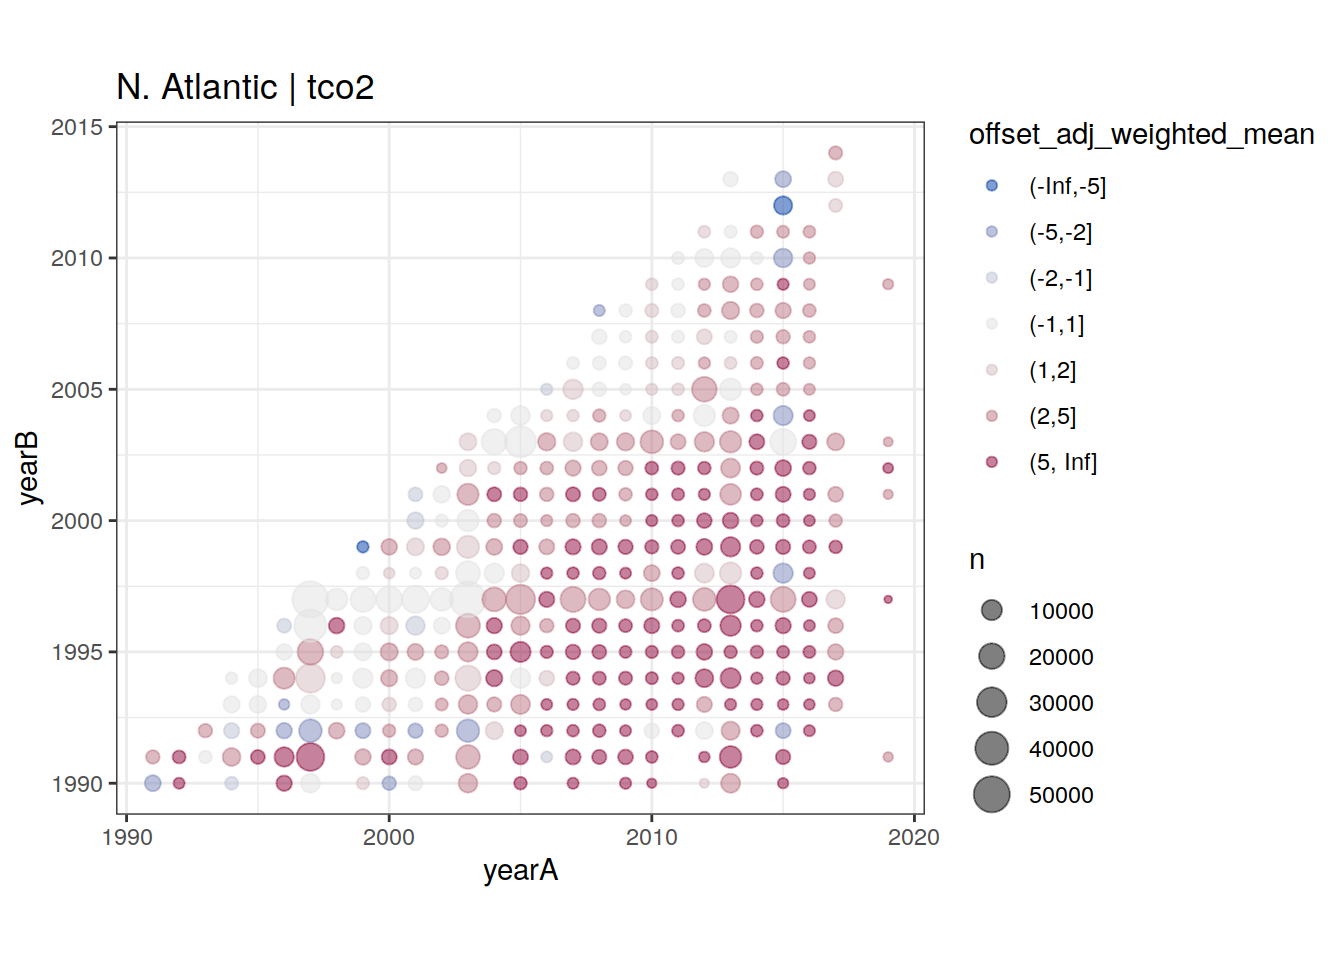 N. Atlantic | tco2
2015
2010
2005
2000
1995
1990
yearB
1990
2000
2010
2020
yearA
offset_adj_weighted_mean
(-Inf,-5]
(-5,-2]
(-2,-1]
(-1,1]
(1,2]
(2,5]
(5, Inf]
n
10000
20000
30000
40000
50000